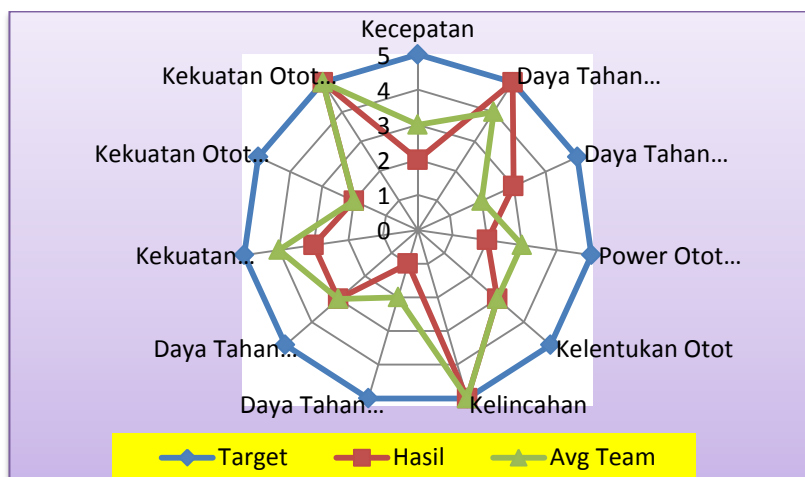 Kecepatan
Daya Tahan...
Daya Tahan...
Power Otot...
Kelentukan Otot
Kelincahan
Daya Tahan...
Daya Tahan...
Kekuatan...
Kekuatan Otot...
Kekuatan Otot...
5
4
3
2
1
0
Target
Hasil
Avg Team